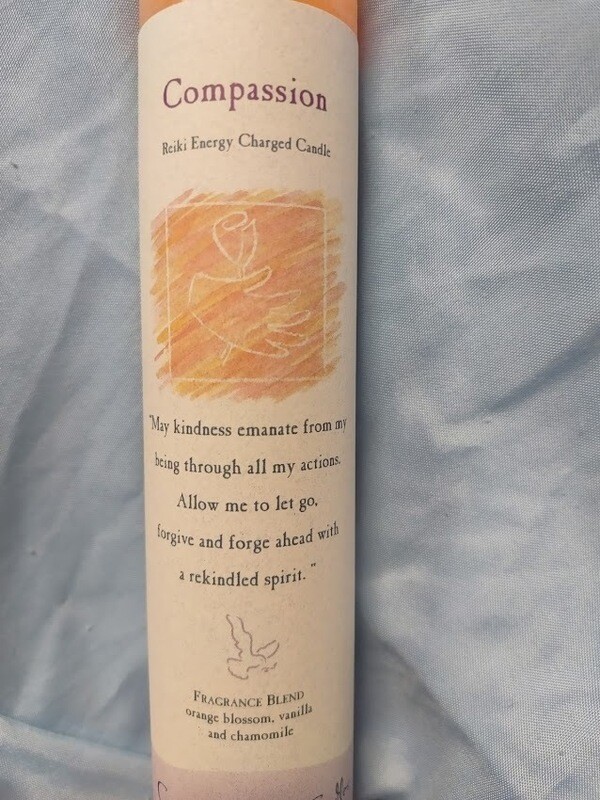 Compassion
Reiki Energy Charged Candle
"May kindness emanate from my
being through all my actions.
Allow me to let go,
forgive and forge ahead with
a rekindled spirit. "
FRAGRANCE BLEND
orange blossom, vanilla
and chamomile